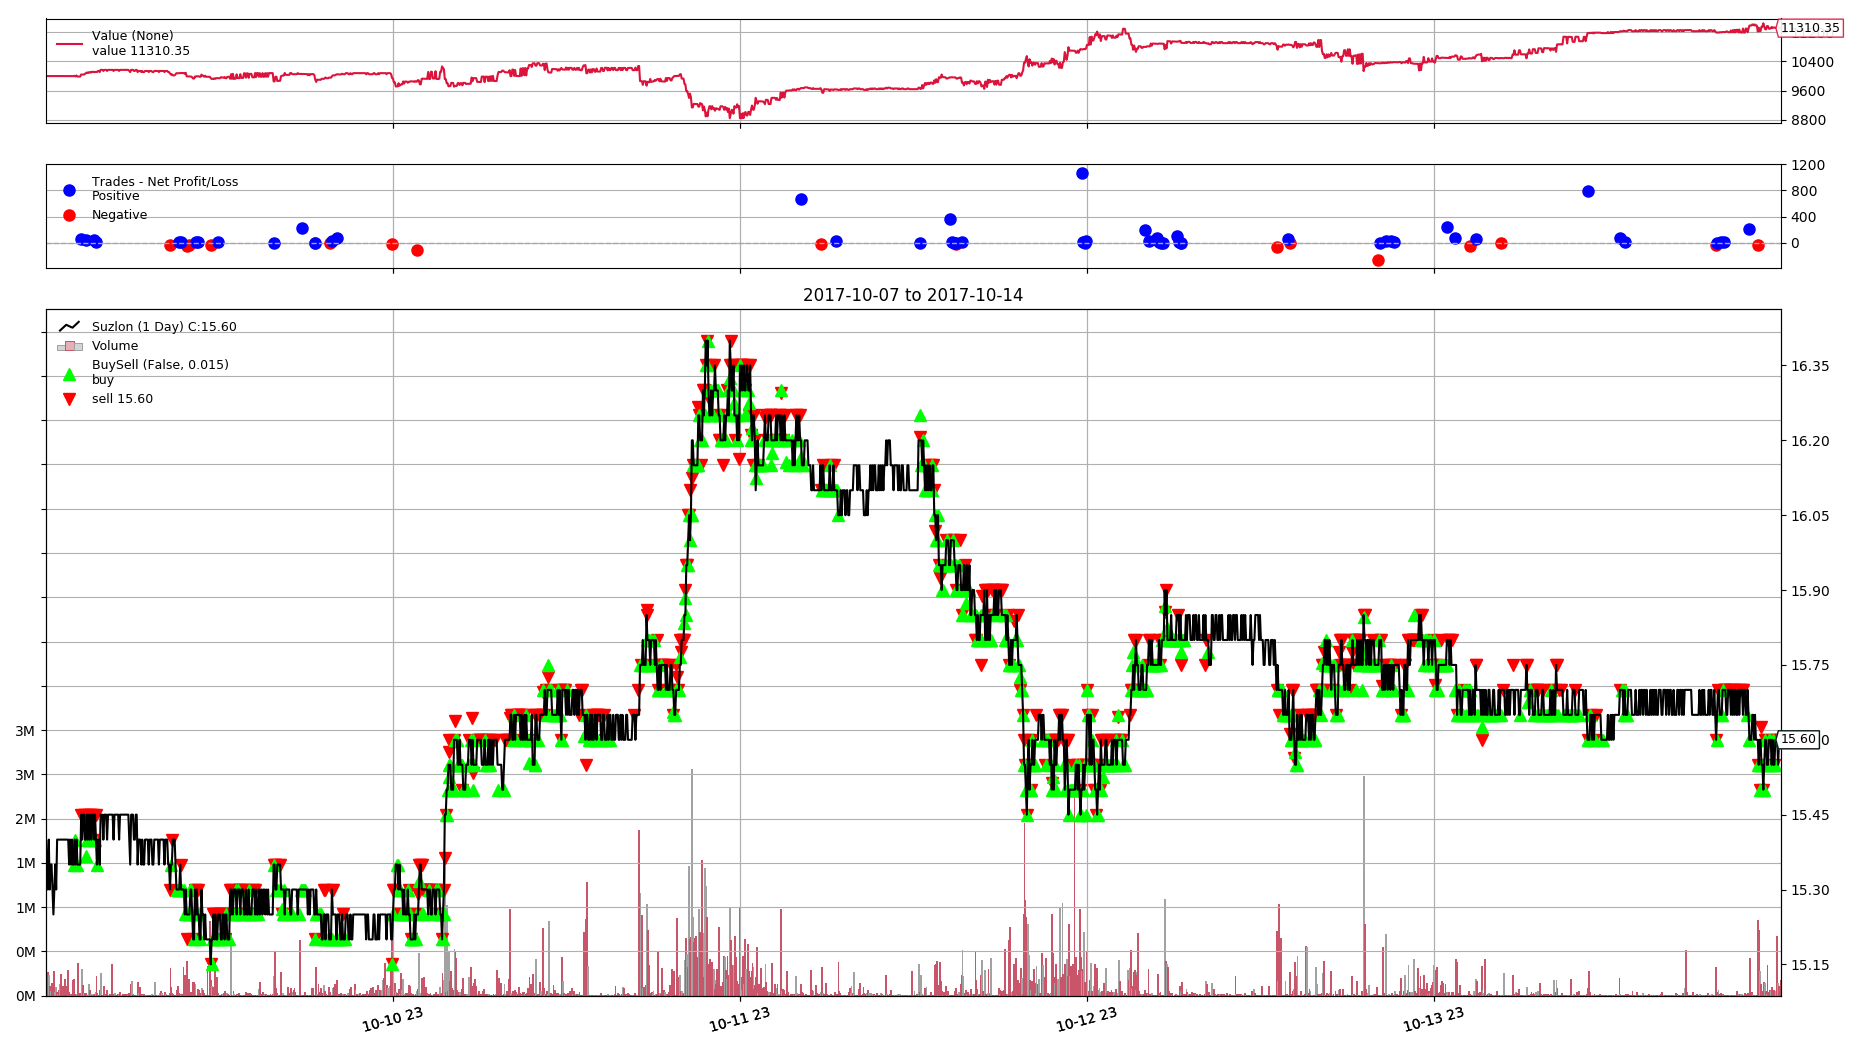 Value (None)
value 11310.35
11310.35
10400
9600
8800
Trades - Net Profit/Loss
Positive
Negative
1200
800
400
0
2017-10-07 to 2017-10-14
Suzlon (1 Day) C:15.60
Volume
BuySell (False, 0.015)
buy
sell 15.60
16.35
16.20
16.05
15.90
15.75
15.60
15.45
15.30
15.15
3M
3M
2M
1M
1M
0M
0M
10-10 23
10-11 23
10-12 23
10-13 23